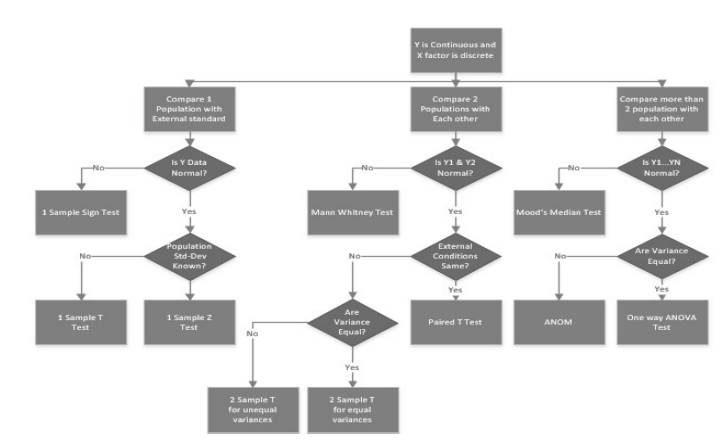 Y is Continuous and
X factor is discrete
Compare 1
Population with
External standard
Compare 2
Populations with
Each other
Compare more than
2 population with
each other
Is Y Data
Normal?
Is Y1 & Y2
Normal?
Is Y1...YN
Normal?
No
No
No
1 Sample Sign Test
Yes
Mann Whitney Test
Yes
Mood's Median Test
Yes
Population
Std-Dev
Known?
External
Conditions
Same?
Are Variance
Equal?
No
No
No
Yes
Yes
1 Sample T
Test
1 Sample Z
Test
Are
Variance
Equal?
Paired T Test
ANOM
One way ANOVA
Test
No
Yes
2 Sample T
for unequal
variances
2 Sample T
for equal
variances